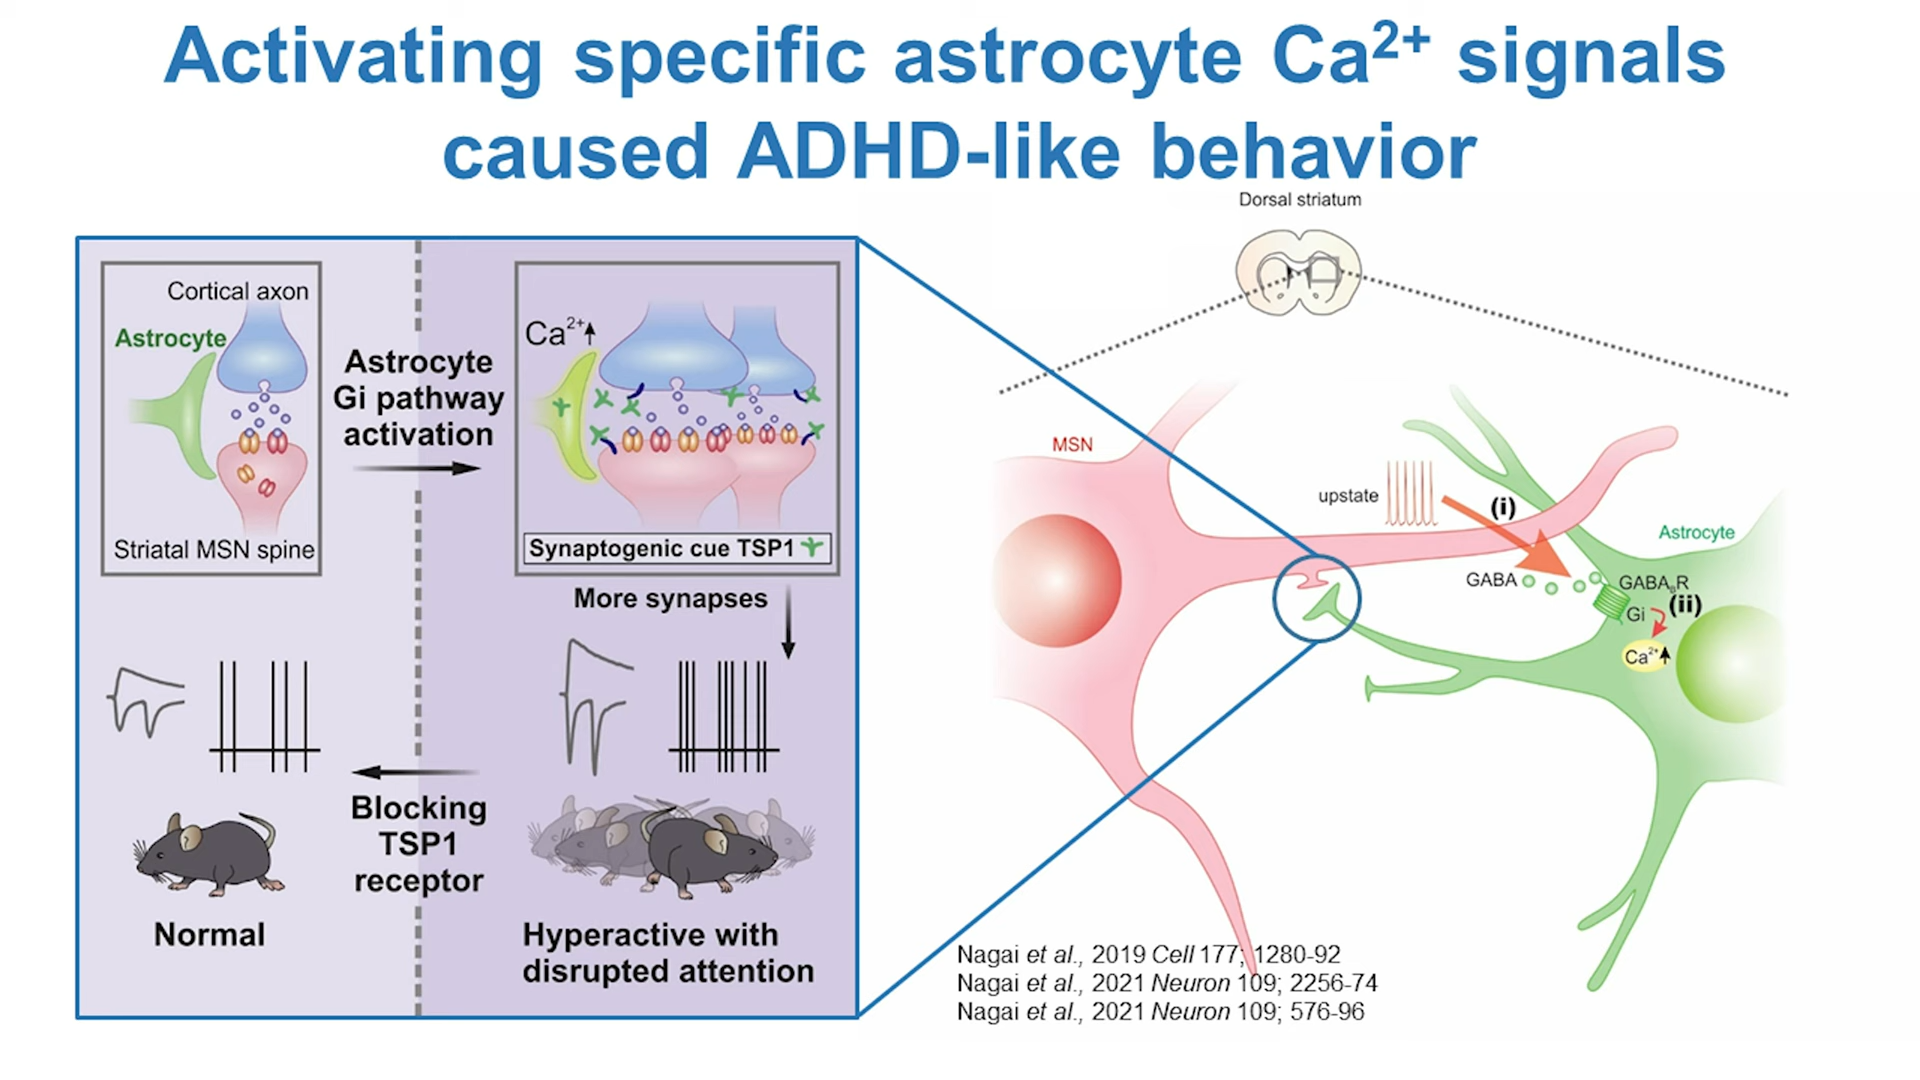 Activating specific astrocyte Ca²⁺ signals
caused ADHD-like behavior
Dorsal striatum
Cortical axon
Astrocyte
Striatal MSN spine
Astrocyte
Gi pathway
activation
Ca²⁺
Synaptogenic cue TSP1
More synapses
Blocking
TSP1
receptor
Normal
Hyperactive with
disrupted attention
MSN
upstate
(i)
Astrocyte
GABA
GABA_BR
Gi
(ii)
Ca²⁺
Nagai et al., 2019 Cell 177; 1280-92
Nagai et al., 2021 Neuron 109; 2256-74
Nagai et al., 2021 Neuron 109; 576-96